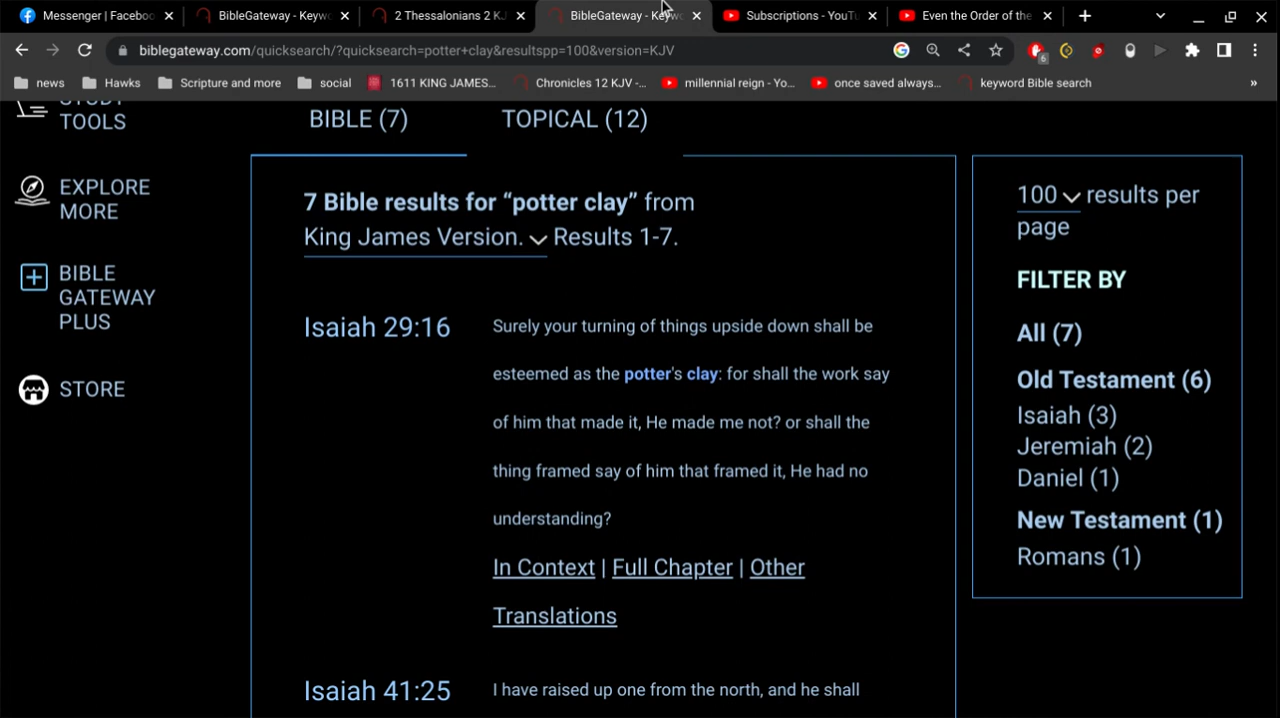 Messenger | Faceboo
BibleGateway - Keyw
2 Thessalonians 2 KJ
BibleGateway - Keyw
Subscriptions - YouTu
Even the Order of the
biblegateway.com/quicksearch/?quicksearch=potter+clay&resultspp=100&version=KJV
6
news
Hawks
Scripture and more
social
1611 KING JAMES...
Chronicles 12 KJV -...
millennial reign - Yo...
once saved always...
keyword Bible search
»
STUDY
TOOLS
EXPLORE
MORE
BIBLE
GATEWAY
PLUS
STORE
BIBLE (7)
TOPICAL (12)
7 Bible results for “potter clay” from
King James Version. Results 1-7.
Isaiah 29:16
Surely your turning of things upside down shall be
esteemed as the potter's clay: for shall the work say
of him that made it, He made me not? or shall the
thing framed say of him that framed it, He had no
understanding?
In Context | Full Chapter | Other
Translations
Isaiah 41:25
I have raised up one from the north, and he shall
100 results per
page
FILTER BY
All (7)
Old Testament (6)
Isaiah (3)
Jeremiah (2)
Daniel (1)
New Testament (1)
Romans (1)